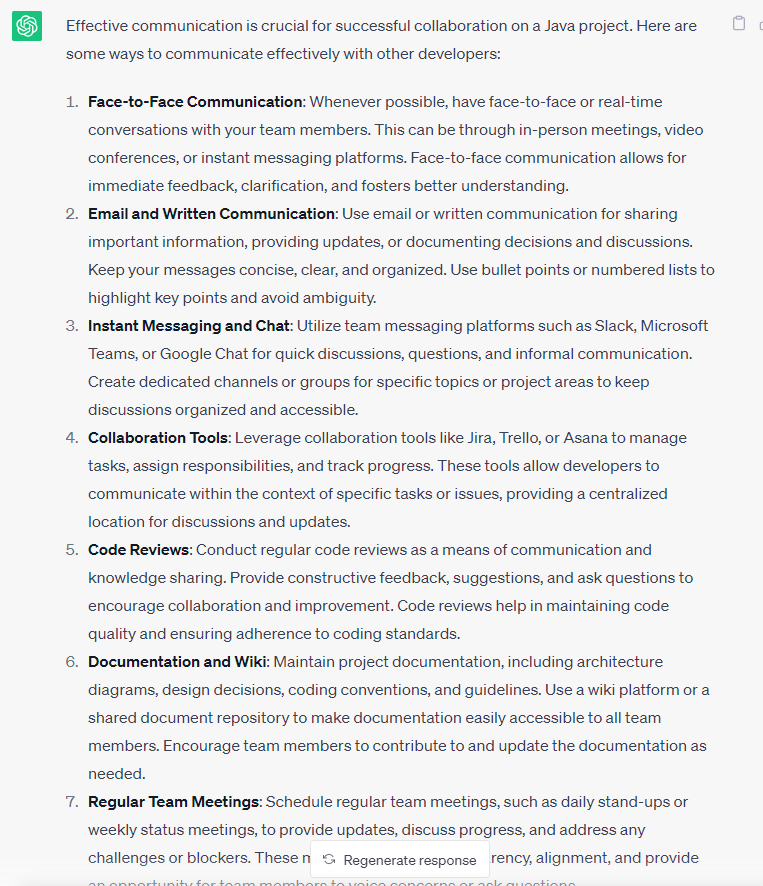 Effective communication is crucial for successful collaboration on a Java project. Here are
some ways to communicate effectively with other developers:
1. Face-to-Face Communication: Whenever possible, have face-to-face or real-time
conversations with your team members. This can be through in-person meetings, video
conferences, or instant messaging platforms. Face-to-face communication allows for
immediate feedback, clarification, and fosters better understanding.
2. Email and Written Communication: Use email or written communication for sharing
important information, providing updates, or documenting decisions and discussions.
Keep your messages concise, clear, and organized. Use bullet points or numbered lists to
highlight key points and avoid ambiguity.
3. Instant Messaging and Chat: Utilize team messaging platforms such as Slack, Microsoft
Teams, or Google Chat for quick discussions, questions, and informal communication.
Create dedicated channels or groups for specific topics or project areas to keep
discussions organized and accessible.
4. Collaboration Tools: Leverage collaboration tools like Jira, Trello, or Asana to manage
tasks, assign responsibilities, and track progress. These tools allow developers to
communicate within the context of specific tasks or issues, providing a centralized
location for discussions and updates.
5. Code Reviews: Conduct regular code reviews as a means of communication and
knowledge sharing. Provide constructive feedback, suggestions, and ask questions to
encourage collaboration and improvement. Code reviews help in maintaining code
quality and ensuring adherence to coding standards.
6. Documentation and Wiki: Maintain project documentation, including architecture
diagrams, design decisions, coding conventions, and guidelines. Use a wiki platform or a
shared document repository to make documentation easily accessible to all team
members. Encourage team members to contribute to and update the documentation as
needed.
7. Regular Team Meetings: Schedule regular team meetings, such as daily stand-ups or
weekly status meetings, to provide updates, discuss progress, and address any
challenges or blockers. These alignment, and provide
Regenerate response
an opportunity for team members to voice concerns or ask questions.